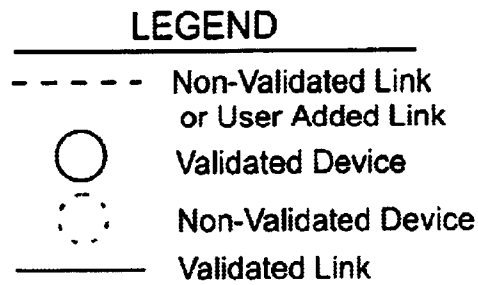 LEGEND
Non-Validated Link
or User Added Link
Validated Device
Non-Validated Device
Validated Link